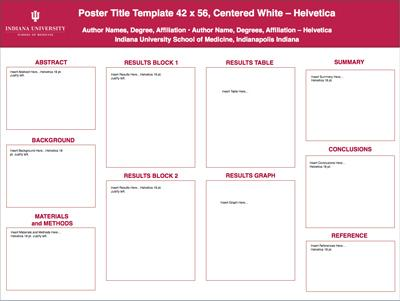 INDIANA UNIVERSITY
SCHOOL OF MEDICINE
Poster Title Template 42 x 56, Centered White – Helvetica
Author Names, Degree, Affiliation • Author Name, Degrees, Affiliation – Helvetica
Indiana University School of Medicine, Indianapolis Indiana
ABSTRACT
Insert Abstract Here... Helvetica 18 pt
Justify left.
BACKGROUND
Insert Background Here... Helvetica 18
pt. Justify left.
MATERIALS
and METHODS
Insert Materials and Methods Here...
Helvetica 18 pt. Justify left.
RESULTS BLOCK 1
Insert Results Here... Helvetica 18 pt.
Justify left.
RESULTS BLOCK 2
Insert Results Here... Helvetica 18 pt.
Justify left.
RESULTS TABLE
Insert Table Here...
RESULTS GRAPH
Insert Graph Here...
SUMMARY
Insert Summary Here...
Helvetica 18 pt.
CONCLUSIONS
Insert Conclusions Here...
Helvetica 18 pt.
REFERENCE
Insert References Here...
Helvetica 18 pt.